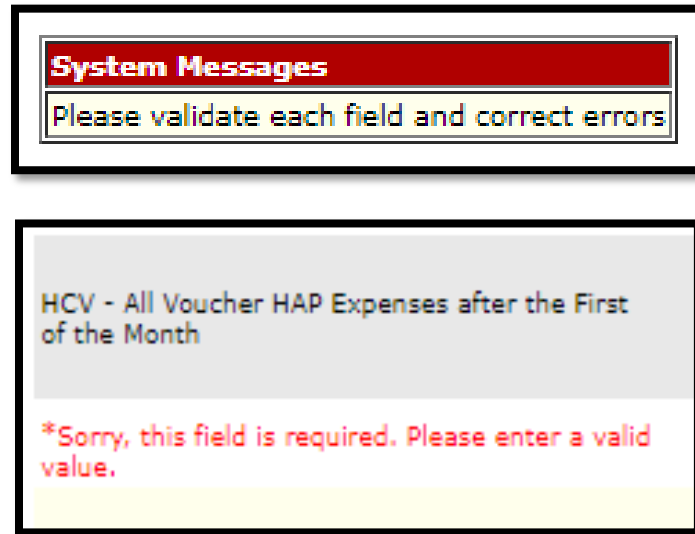 System Messages
Please validate each field and correct errors
HCV - All Voucher HAP Expenses after the First
of the Month
*Sorry, this field is required. Please enter a valid
value.